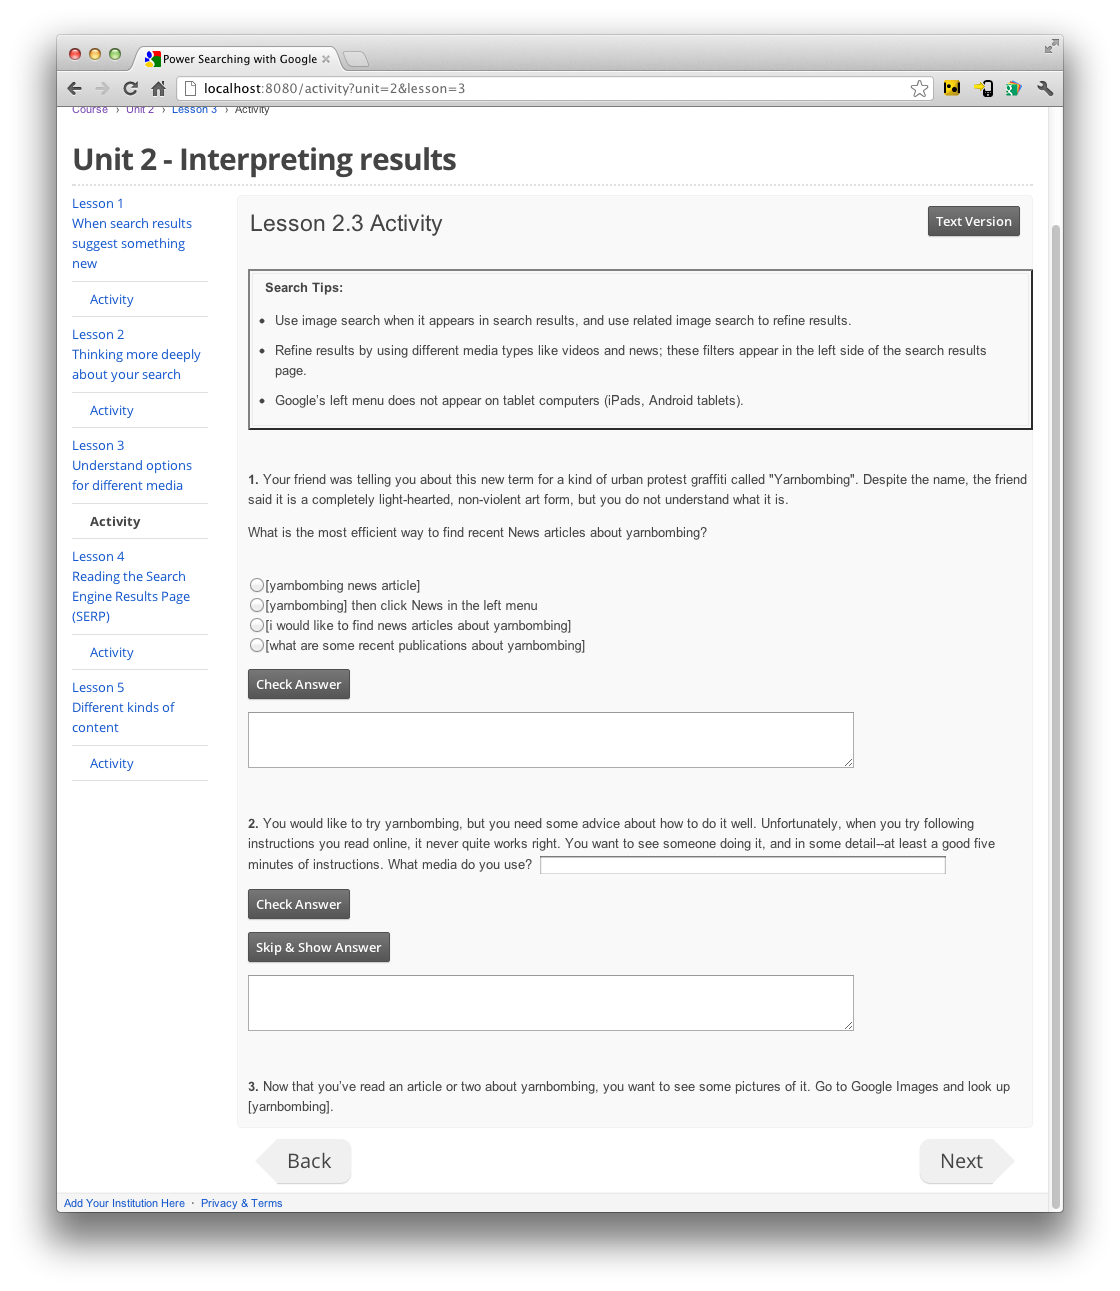 Power Searching with Google
localhost:8080/activity?unit=2&lesson=3
Course › Unit 2 › Lesson 3 › Activity
Unit 2 - Interpreting results
Lesson 1
When search results
suggest something
new
Activity
Lesson 2
Thinking more deeply
about your search
Activity
Lesson 3
Understand options
for different media
Activity
Lesson 4
Reading the Search
Engine Results Page
(SERP)
Activity
Lesson 5
Different kinds of
content
Activity
Lesson 2.3 Activity
Text Version
Search Tips:
• Use image search when it appears in search results, and use related image search to refine results.
• Refine results by using different media types like videos and news; these filters appear in the left side of the search results
page.
• Google's left menu does not appear on tablet computers (iPads, Android tablets).
1. Your friend was telling you about this new term for a kind of urban protest graffiti called "Yarnbombing". Despite the name, the friend
said it is a completely light-hearted, non-violent art form, but you do not understand what it is.
What is the most efficient way to find recent News articles about yarnbombing?
[yarnbombing news article]
[yarnbombing] then click News in the left menu
[i would like to find news articles about yarnbombing]
[what are some recent publications about yarnbombing]
Check Answer
2. You would like to try yarnbombing, but you need some advice about how to do it well. Unfortunately, when you try following
instructions you read online, it never quite works right. You want to see someone doing it, and in some detail--at least a good five
minutes of instructions. What media do you use?
Check Answer
Skip & Show Answer
3. Now that you've read an article or two about yarnbombing, you want to see some pictures of it. Go to Google Images and look up
[yarnbombing].
Back
Next
Add Your Institution Here · Privacy & Terms